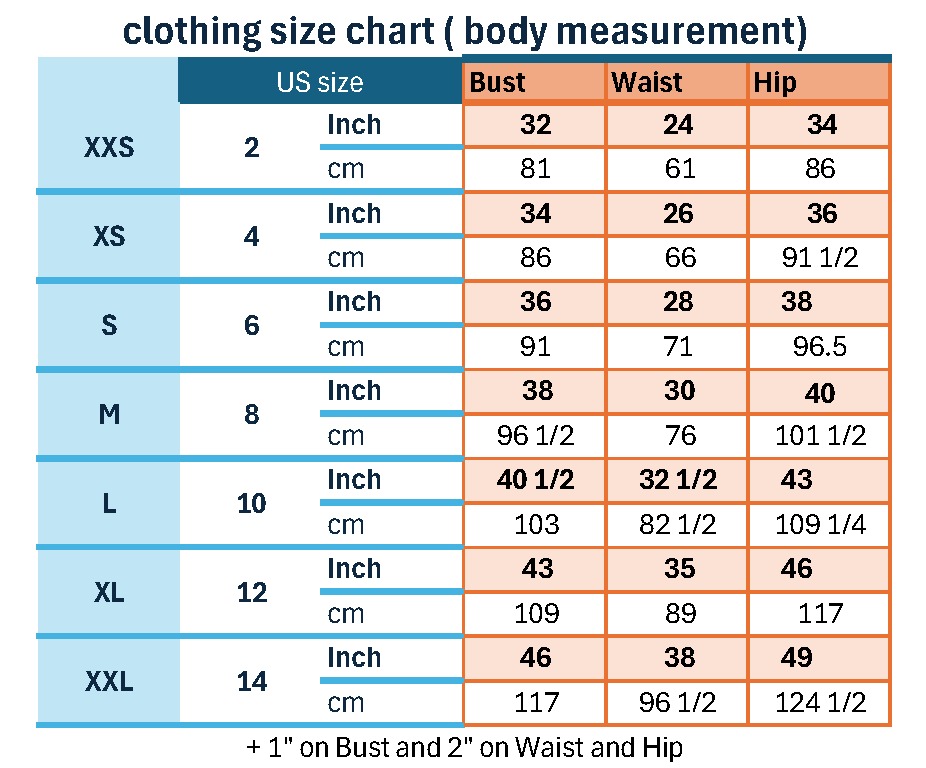 clothing size chart ( body measurement)
US size Bust Waist Hip
XXS 2 Inch 32 24 34
cm 81 61 86
XS 4 Inch 34 26 36
cm 86 66 91 1/2
S 6 Inch 36 28 38
cm 91 71 96.5
M 8 Inch 38 30 40
cm 96 1/2 76 101 1/2
L 10 Inch 40 1/2 32 1/2 43
cm 103 82 1/2 109 1/4
XL 12 Inch 43 35 46
cm 109 89 117
XXL 14 Inch 46 38 49
cm 117 96 1/2 124 1/2
+ 1" on Bust and 2" on Waist and Hip